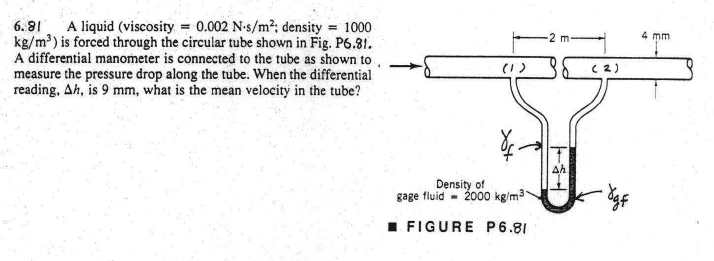 6.81 A liquid (viscosity = 0.002 N·s/m²; density = 1000
kg/m³) is forced through the circular tube shown in Fig. P6.81.
A differential manometer is connected to the tube as shown to
measure the pressure drop along the tube. When the differential
reading, Δh, is 9 mm, what is the mean velocity in the tube?
2 m
4 mm
(1)
(2)
γf
Δh
Density of
gage fluid = 2000 kg/m³
γgf
■ FIGURE P6.81